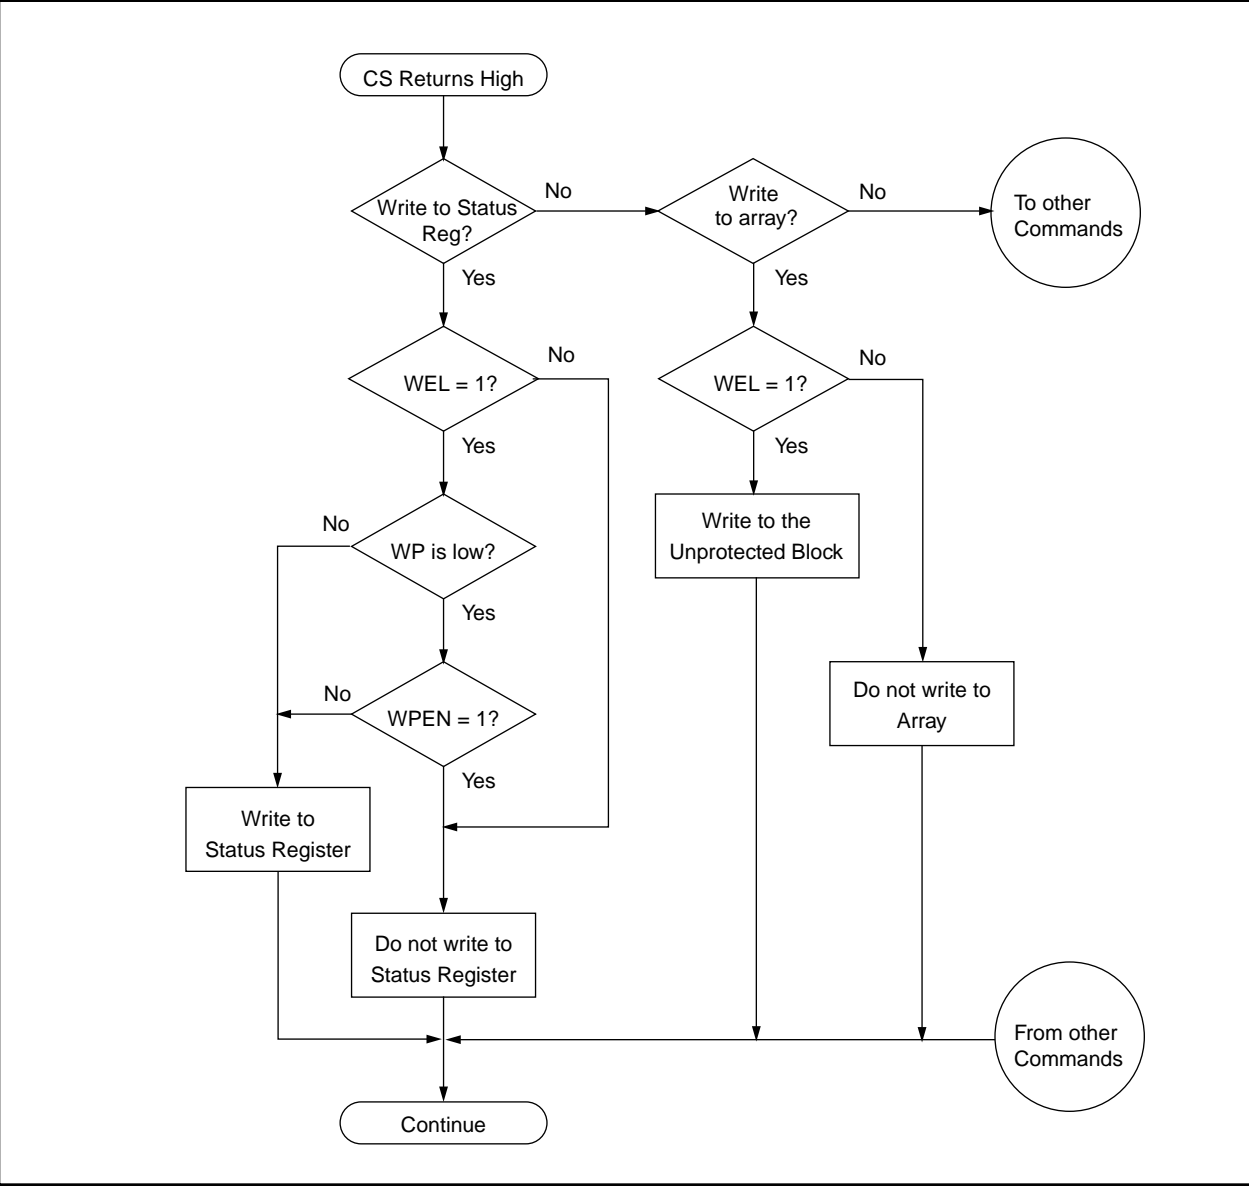 CS Returns High
Write to Status
Reg?
No
Write
to array?
No
To other
Commands
Yes
Yes
WEL = 1?
No
WEL = 1?
No
Yes
Yes
No
WP is low?
Write to the
Unprotected Block
Yes
No
WPEN = 1?
Do not write to
Array
Yes
Write to
Status Register
Do not write to
Status Register
From other
Commands
Continue